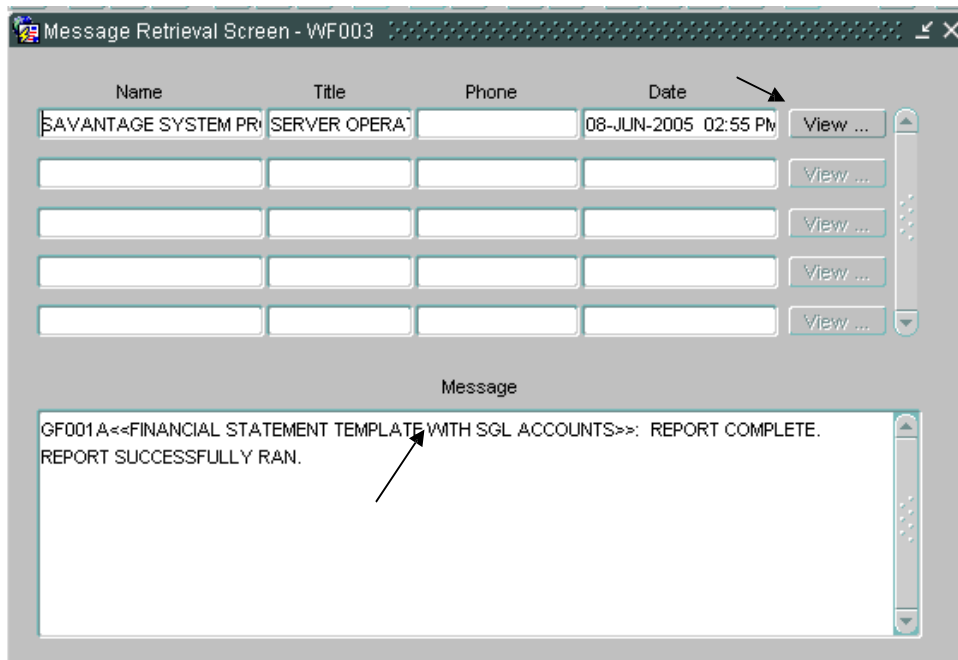 Message Retrieval Screen - WF003
Name Title Phone Date
SAVANTAGE SYSTEM PR SERVER OPERAT 08-JUN-2005 02:55 PM View ...
View ...
View ...
View ...
View ...
Message
GF001A<<FINANCIAL STATEMENT TEMPLATE WITH SGL ACCOUNTS>>: REPORT COMPLETE.
REPORT SUCCESSFULLY RAN.